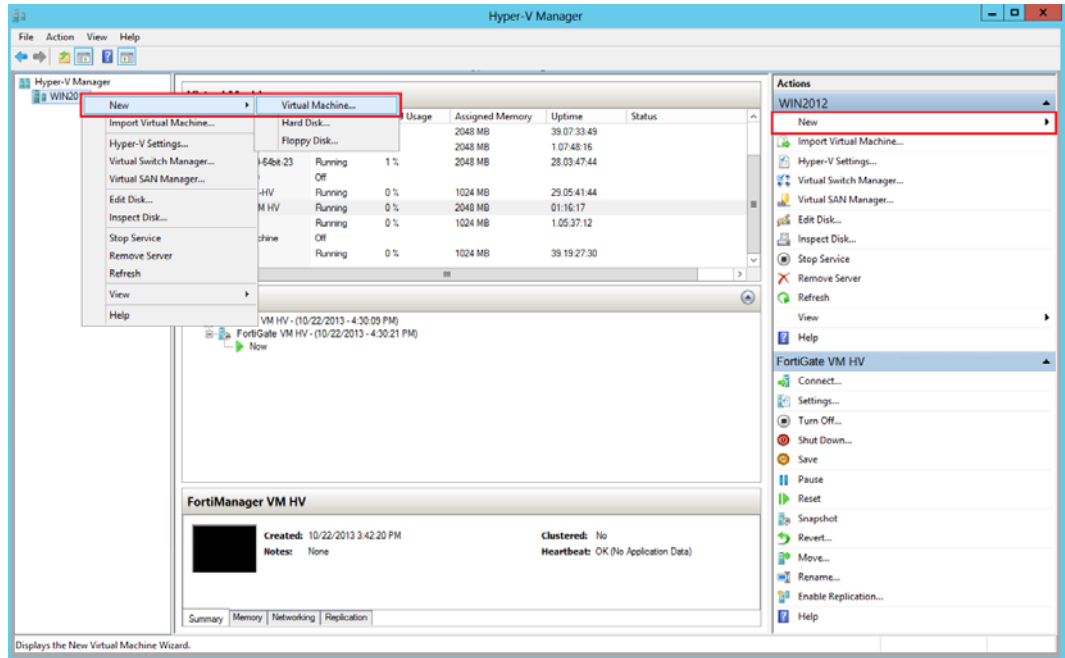 Hyper-V Manager
File Action View Help
Hyper-V Manager
WIN20
New
Import Virtual Machine...
Hyper-V Settings...
Virtual Switch Manager...
Virtual SAN Manager...
Edit Disk...
Inspect Disk...
Stop Service
Remove Server
Refresh
View
Help
Virtual Machine...
Hard Disk...
Floppy Disk...
Usage Assigned Memory Uptime Status
2048 MB 39.07:33:49
2048 MB 1.07:48:16
-64bit-23 Running 1 % 2048 MB 28.03:47:44
Off
-HV Running 0 % 1024 MB 29.05:41:44
M HV Running 0 % 2048 MB 01:16:17
Running 0 % 1024 MB 1.05:37:12
chine Off
Running 0 % 1024 MB 39.19:27:30
VM HV - (10/22/2013 - 4:30:09 PM)
FortiGate VM HV - (10/22/2013 - 4:30:21 PM)
Now
FortiManager VM HV
Created: 10/22/2013 3:42:20 PM
Notes: None
Clustered: No
Heartbeat: OK (No Application Data)
Summary Memory Networking Replication
Actions
WIN2012
New
Import Virtual Machine...
Hyper-V Settings...
Virtual Switch Manager...
Virtual SAN Manager...
Edit Disk...
Inspect Disk...
Stop Service
Remove Server
Refresh
View
Help
FortiGate VM HV
Connect...
Settings...
Turn Off...
Shut Down...
Save
Pause
Reset
Snapshot
Revert...
Move...
Rename...
Enable Replication...
Help
Displays the New Virtual Machine Wizard.